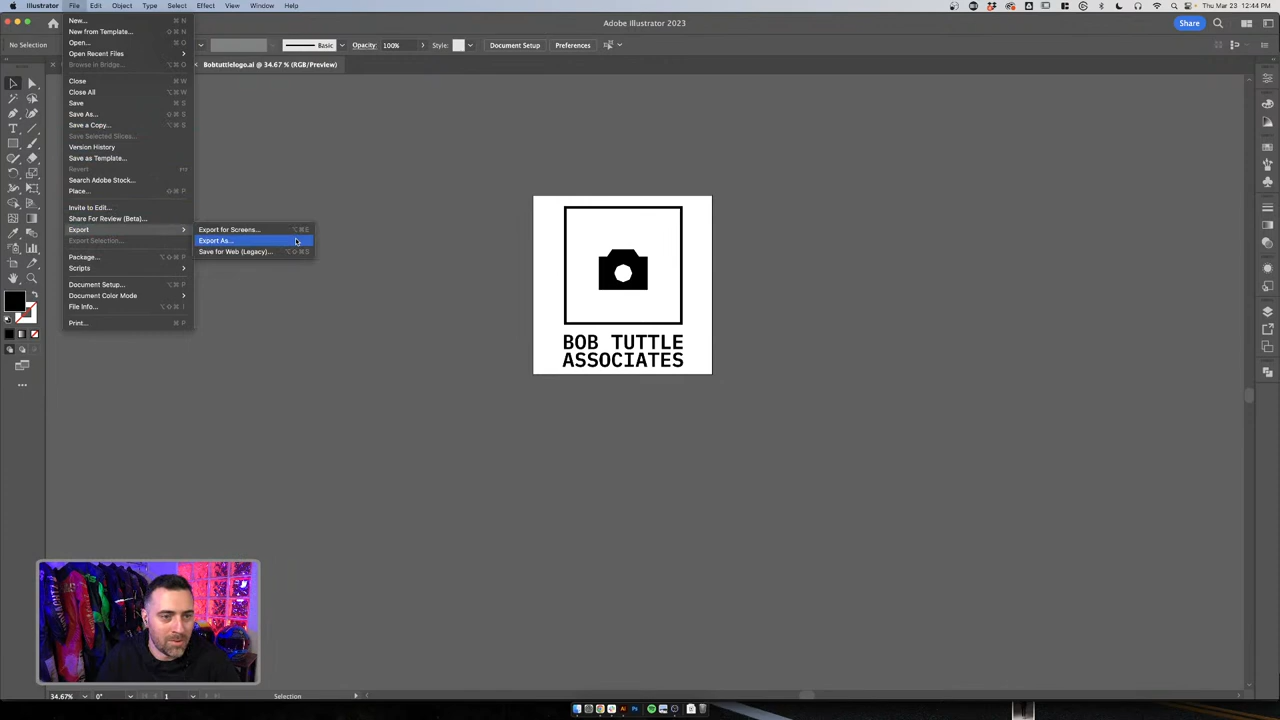 Illustrator File Edit Object Type Select Effect View Window Help
Thu Mar 23 12:44 PM
Adobe Illustrator 2023
Share
No Selection
Basic
Opacity: 100%
Style:
Document Setup
Preferences
Bobtuttlelogo.ai @ 34.67 % (RGB/Preview)
New... ⌘ N
New from Template... ⇧⌘ N
Open... ⌘ O
Open Recent Files
Browse in Bridge...
Close ⌘ W
Close All
Save ⌘ S
Save As... ⇧⌘ S
Save a Copy...
Save Selected Slices...
Version History
Save as Template...
Revert F12
Search Adobe Stock...
Place... ⇧⌘ P
Invite to Edit...
Share For Review (Beta)...
Export
Export Selection...
Package...
Scripts
Document Setup...
Document Color Mode
File Info...
Print... ⌘ P
Export for Screens... ⌥⌘E
Export As...
Save for Web (Legacy)... ⌥⇧⌘S
BOB TUTTLE
ASSOCIATES
34.67% 0° 1 Selection